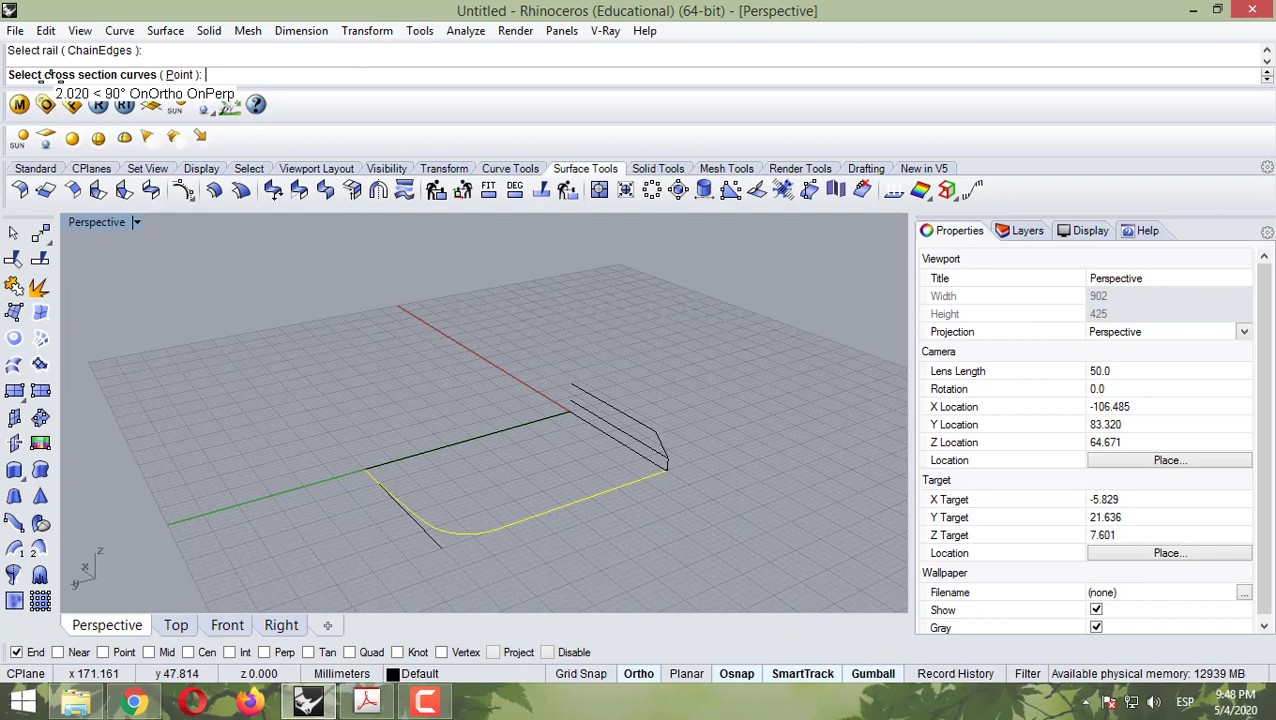 Untitled - Rhinoceros (Educational) (64-bit) - [Perspective]
File Edit View Curve Surface Solid Mesh Dimension Transform Tools Analyze Render Panels V-Ray Help
Select rail ( ChainEdges ):
Select cross section curves ( Point ):
2.020 < 90° OnOrtho OnPerp
M R RT SUN ?
SUN
Standard CPlanes Set View Display Select Viewport Layout Visibility Transform Curve Tools Surface Tools Solid Tools Mesh Tools Render Tools Drafting New in V5
FIT DEG
Perspective
Properties Layers Display Help
Viewport
Title Perspective
Width 902
Height 425
Projection Perspective
Camera
Lens Length 50.0
Rotation 0.0
X Location -106.485
Y Location 83.320
Z Location 64.671
Location Place...
Target
X Target -5.829
Y Target 21.636
Z Target 7.601
Location Place...
Wallpaper
Filename (none) ...
Show
Gray
z
x
y
2
Perspective Top Front Right
End Near Point Mid Cen Int Perp Tan Quad Knot Vertex Project Disable
CPlane x 171.161 y 47.814 z 0.000 Millimeters Default Grid Snap Ortho Planar Osnap SmartTrack Gumball Record History Filter Available physical memory: 12939 MB
ESP
9:48 PM
5/4/2020